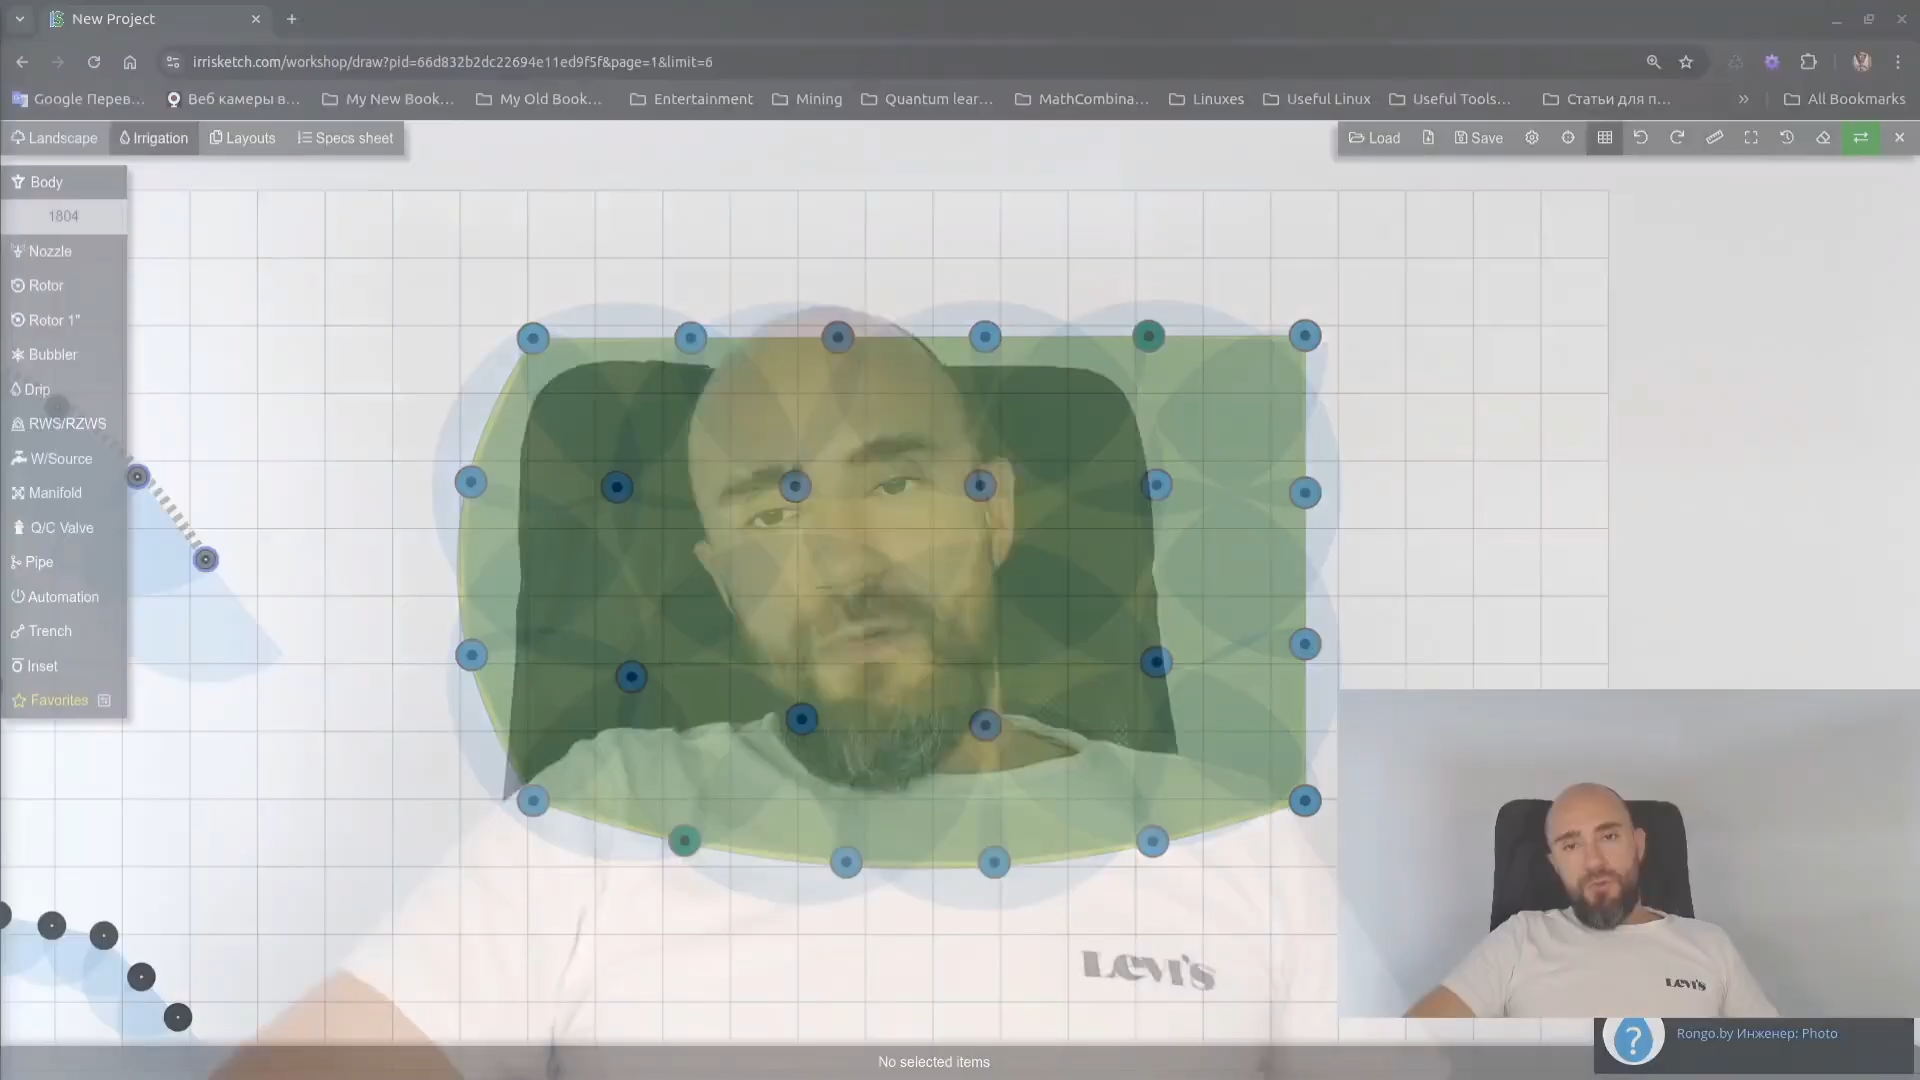 New Project
irrisketch.com/workshop/draw?pid=66d832b2dc22694e11ed9f5f&page=1&limit=6
Google Перев...
Веб камеры в...
My New Book...
My Old Book...
Entertainment
Mining
Quantum lear...
MathCombina...
Linuxes
Useful Linux
Useful Tools...
Статьи для п...
All Bookmarks
Landscape
Irrigation
Layouts
Specs sheet
Load
Save
Body
1804
Nozzle
Rotor
Rotor 1"
Bubbler
Drip
RWS/RZWS
W/Source
Manifold
Q/C Valve
Pipe
Automation
Trench
Inset
Favorites
LEVI'S
LEVI'S
Rongo.by Инженер: Photo
No selected items